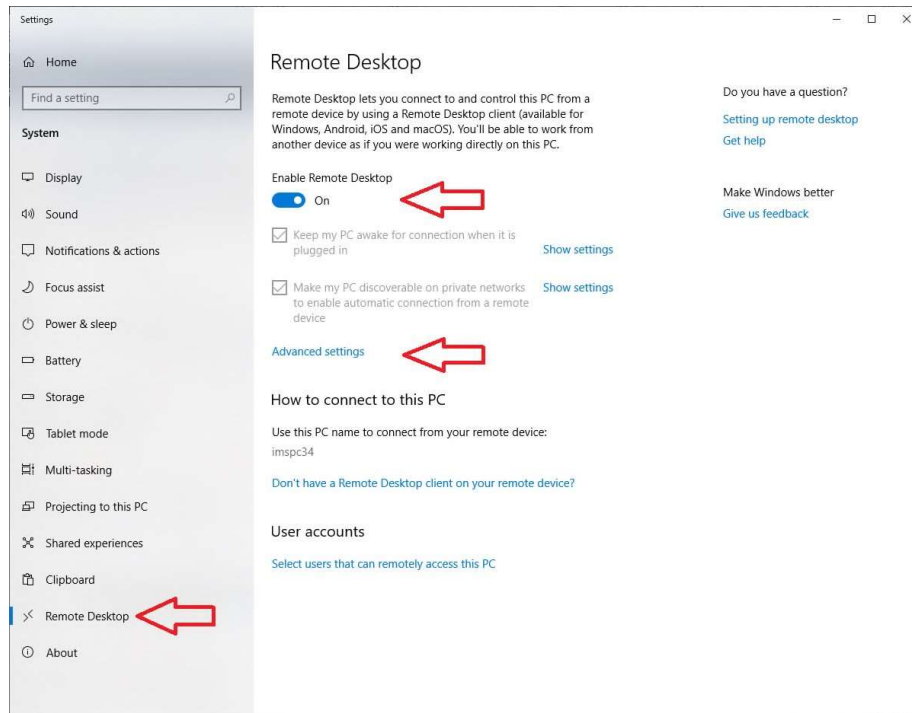 Settings
Home
Find a setting
System
Display
Sound
Notifications & actions
Focus assist
Power & sleep
Battery
Storage
Tablet mode
Multi-tasking
Projecting to this PC
Shared experiences
Clipboard
Remote Desktop
About
Remote Desktop
Remote Desktop lets you connect to and control this PC from a
remote device by using a Remote Desktop client (available for
Windows, Android, iOS and macOS). You'll be able to work from
another device as if you were working directly on this PC.
Enable Remote Desktop
On
Keep my PC awake for connection when it is
plugged in
Show settings
Make my PC discoverable on private networks
to enable automatic connection from a remote
device
Show settings
Advanced settings
How to connect to this PC
Use this PC name to connect from your remote device:
imspc34
Don't have a Remote Desktop client on your remote device?
User accounts
Select users that can remotely access this PC
Do you have a question?
Setting up remote desktop
Get help
Make Windows better
Give us feedback